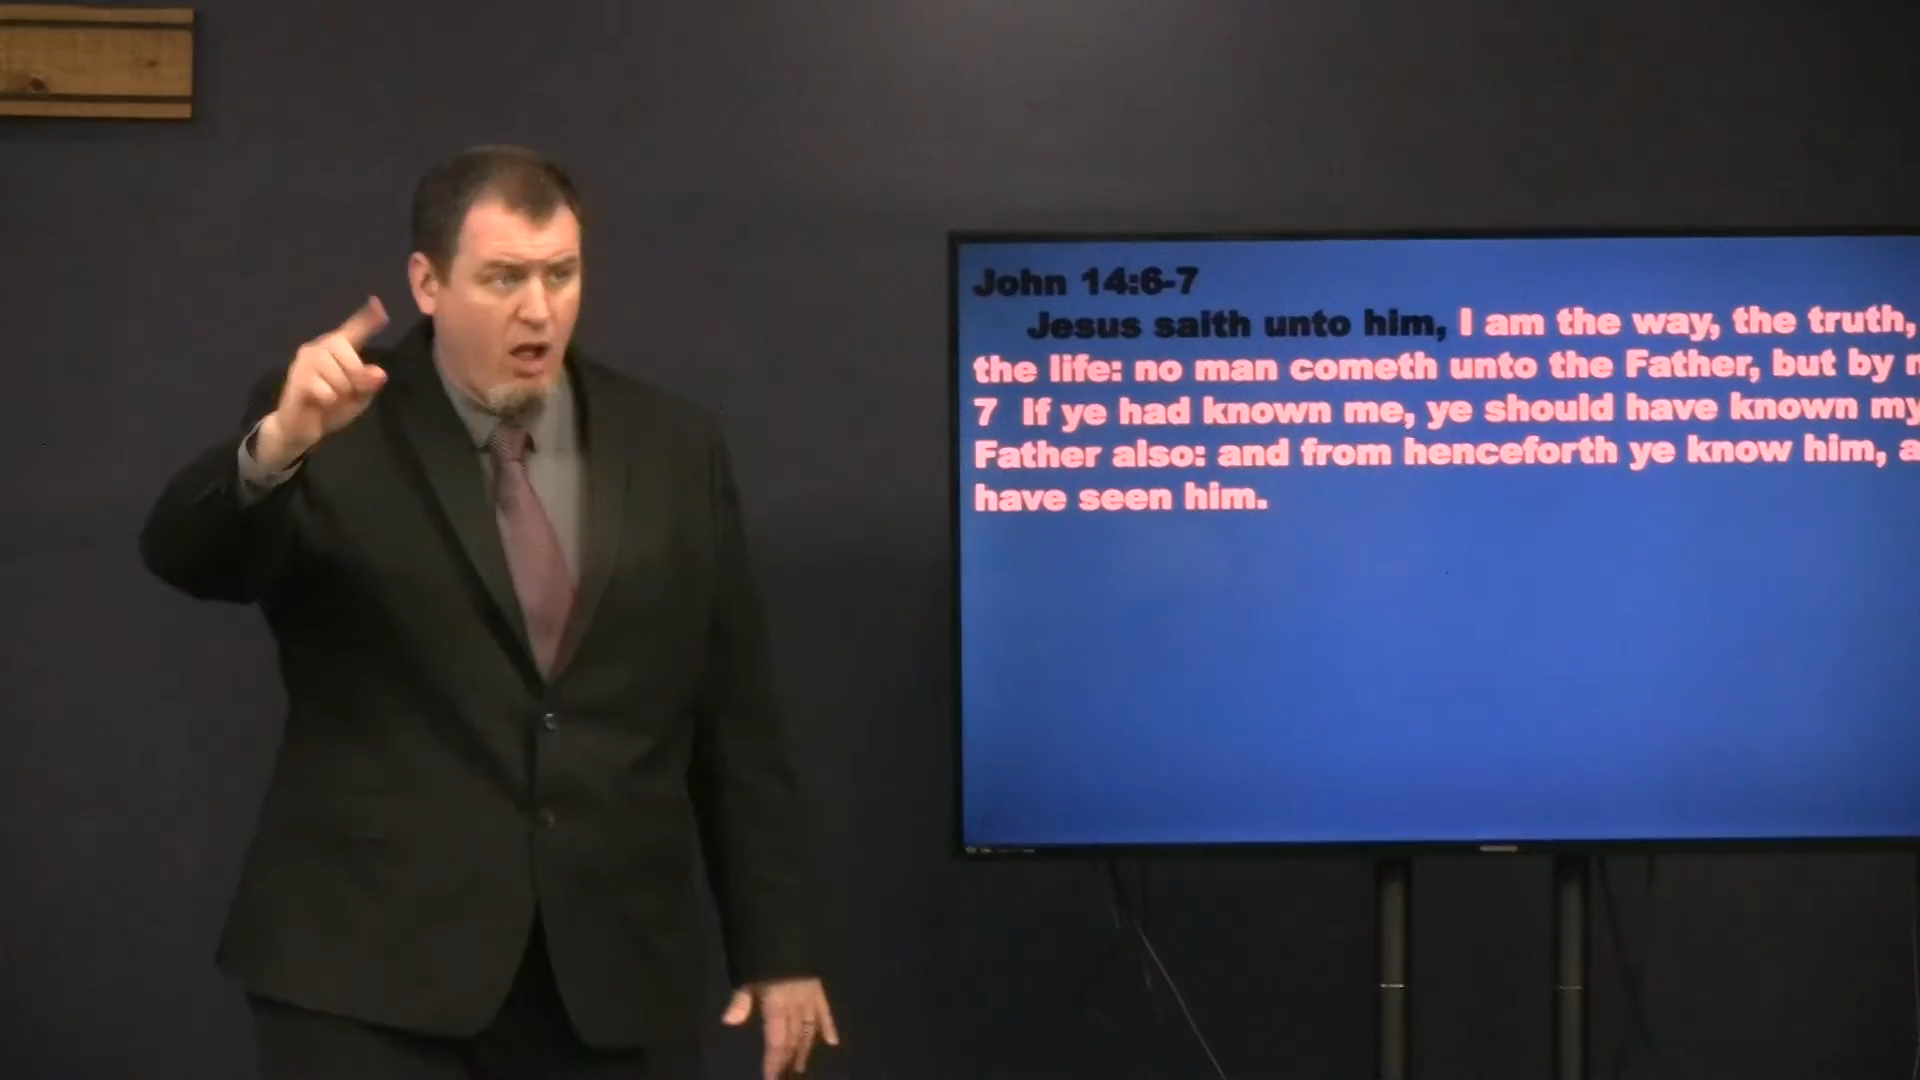 John 14:6-7
Jesus saith unto him, I am the way, the truth,
the life: no man cometh unto the Father, but by
7 If ye had known me, ye should have known my
Father also: and from henceforth ye know him,
have seen him.